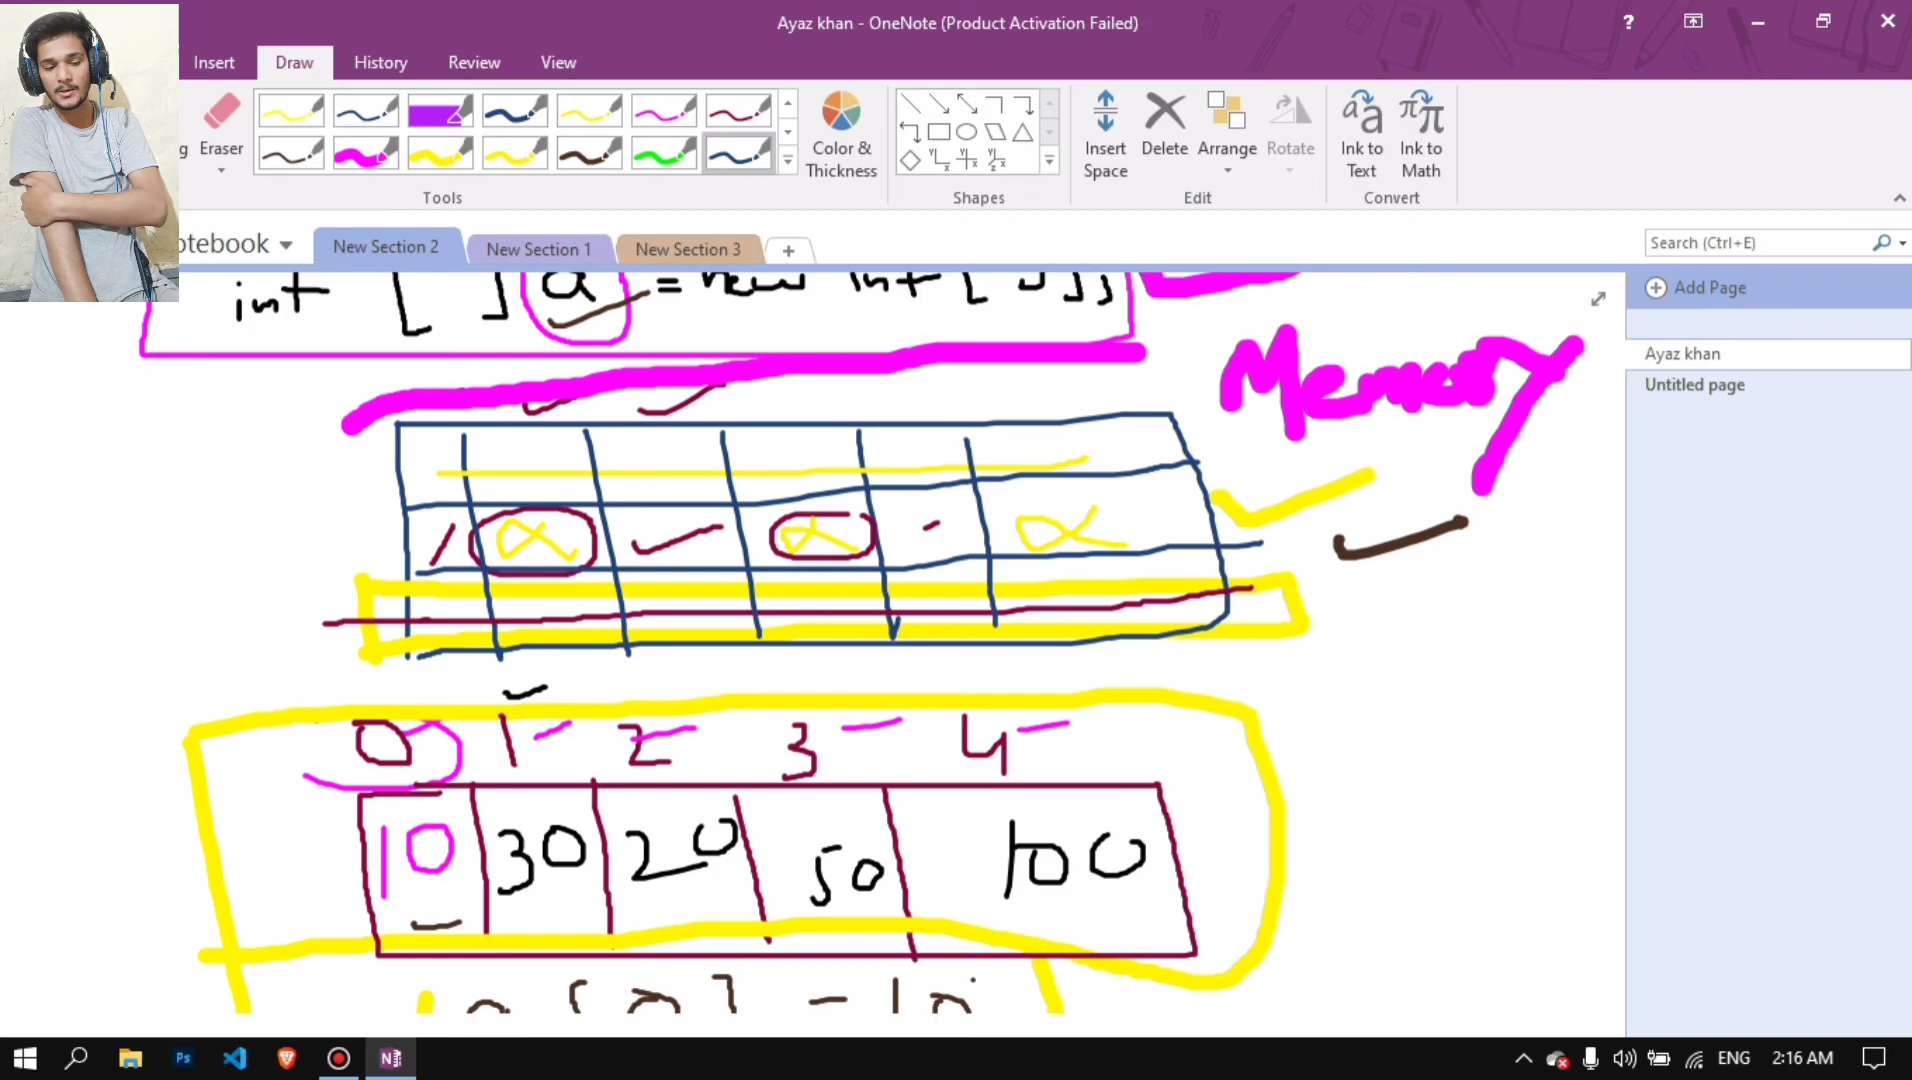 Ayaz khan - OneNote (Product Activation Failed)
?
Insert
Draw
History
Review
View
g
Eraser
Color &
Thickness
Insert
Space
Delete
Arrange
Rotate
Ink to
Text
Ink to
Math
Tools
Shapes
Edit
Convert
otebook
New Section 2
New Section 1
New Section 3
Search (Ctrl+E)
Add Page
Ayaz khan
Untitled page
int [ ] a = new int [
Memory
0 1 2 3 4
10 30 20 50 100
Ps
N
ENG
2:16 AM